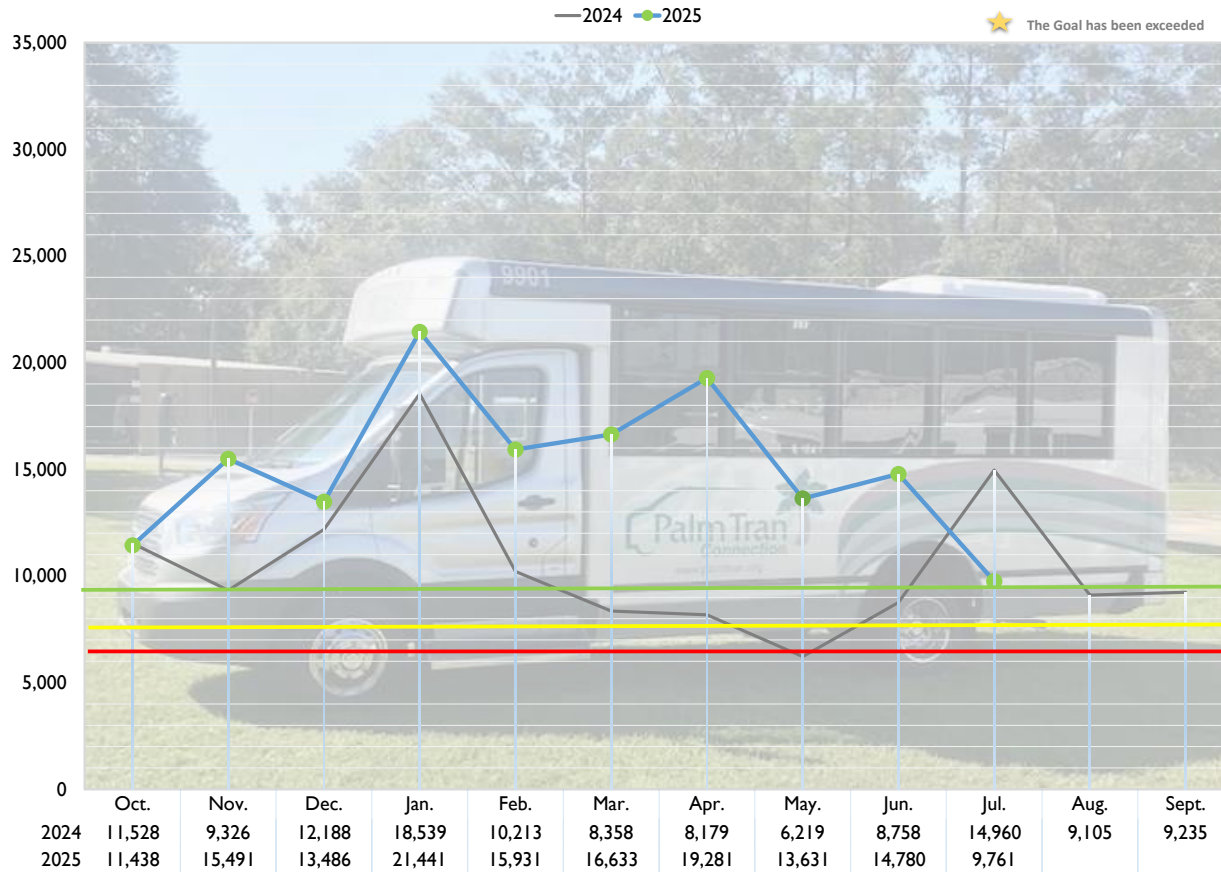 2024 2025
The Goal has been exceeded
35,000
30,000
25,000
20,000
15,000
10,000
5,000
0
9901
PalmTran
Connection
Oct. Nov. Dec. Jan. Feb. Mar. Apr. May. Jun. Jul. Aug. Sept.
2024 11,528 9,326 12,188 18,539 10,213 8,358 8,179 6,219 8,758 14,960 9,105 9,235
2025 11,438 15,491 13,486 21,441 15,931 16,633 19,281 13,631 14,780 9,761